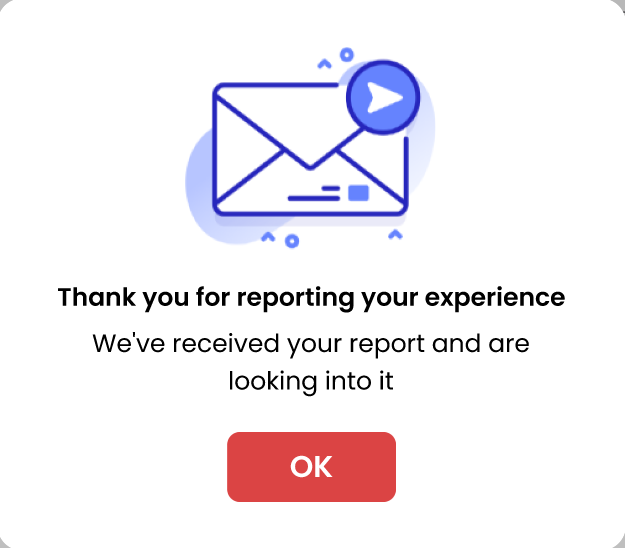 Thank you for reporting your experience
We've received your report and are
looking into it
OK